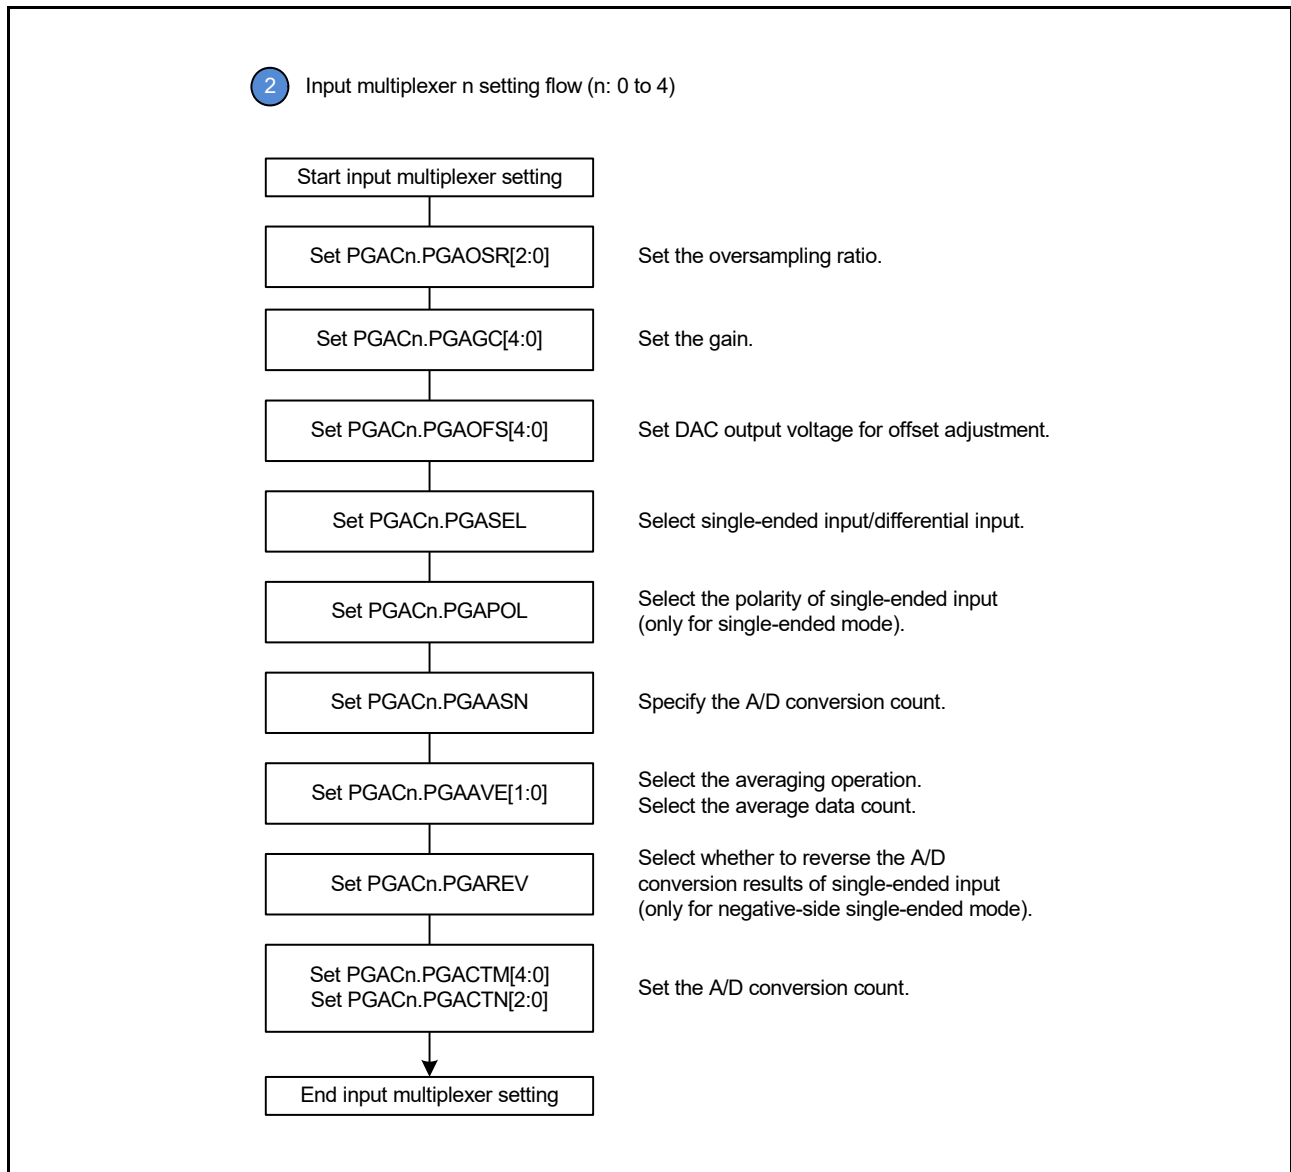 2 Input multiplexer n setting flow (n: 0 to 4)
Start input multiplexer setting
Set PGACn.PGAOSR[2:0] Set the oversampling ratio.
Set PGACn.PGAGC[4:0] Set the gain.
Set PGACn.PGAOFS[4:0] Set DAC output voltage for offset adjustment.
Set PGACn.PGASEL Select single-ended input/differential input.
Set PGACn.PGAPOL
Select the polarity of single-ended input
(only for single-ended mode).
Set PGACn.PGAASN Specify the A/D conversion count.
Set PGACn.PGAAVE[1:0]
Select the averaging operation.
Select the average data count.
Set PGACn.PGAREV
Select whether to reverse the A/D
conversion results of single-ended input
(only for negative-side single-ended mode).
Set PGACn.PGACTM[4:0]
Set PGACn.PGACTN[2:0]
Set the A/D conversion count.
End input multiplexer setting